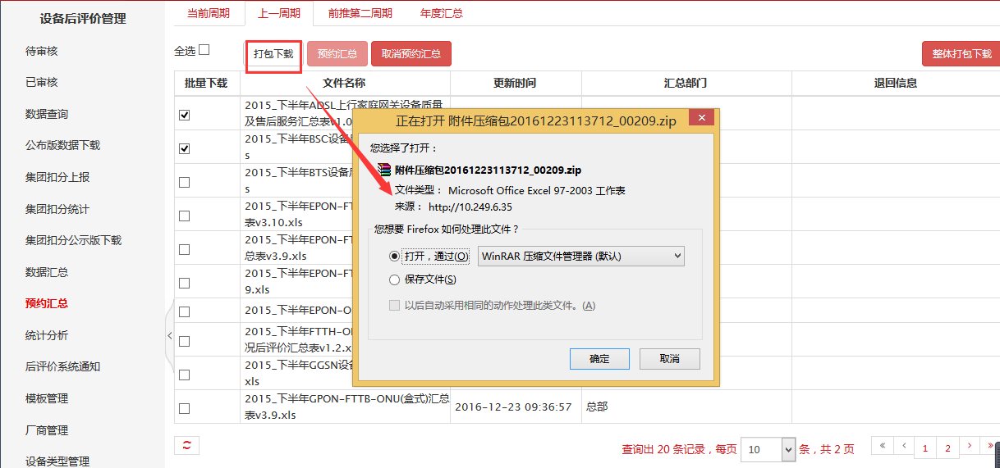 设备后评价管理
待审核
已审核
数据查询
公布版数据下载
集团扣分上报
集团扣分统计
集团扣分公示版下载
数据汇总
预约汇总
统计分析
后评价系统通知
模板管理
厂商管理
设备类型管理
当前周期 上一周期 前推第二周期 年度汇总
全选 打包下载 预约汇总 取消预约汇总 整体打包下载
批量下载 文件名称 更新时间 汇总部门 退回信息
2015_下半年ADSL上行家庭网关设备质量
及售后服务汇总表v1.0
2015_下半年BSC设备
s
2015_下半年BTS设备
s
2015_下半年EPON-FT
表v3.10.xls
2015_下半年EPON-FT
总表v3.9.xls
2015_下半年EPON-FT
9.xls
2015_下半年EPON-O
2015_下半年FTTH-O
况后评价汇总表v1.2.x
2015_下半年GGSN设备
xls
2015_下半年GPON-FTTB-ONU(盒式)汇总
表v3.9.xls
2016-12-23 09:36:57 总部
正在打开 附件压缩包20161223113712_00209.zip
您选择了打开：
附件压缩包20161223113712_00209.zip
文件类型： Microsoft Office Excel 97-2003 工作表
来源： http://10.249.6.35
您想要 Firefox 如何处理此文件？
打开，通过(O) WinRAR 压缩文件管理器 (默认)
保存文件(S)
以后自动采用相同的动作处理此类文件。(A)
确定 取消
查询出 20 条记录，每页 10 条，共 2 页 « ‹ 1 2 › »